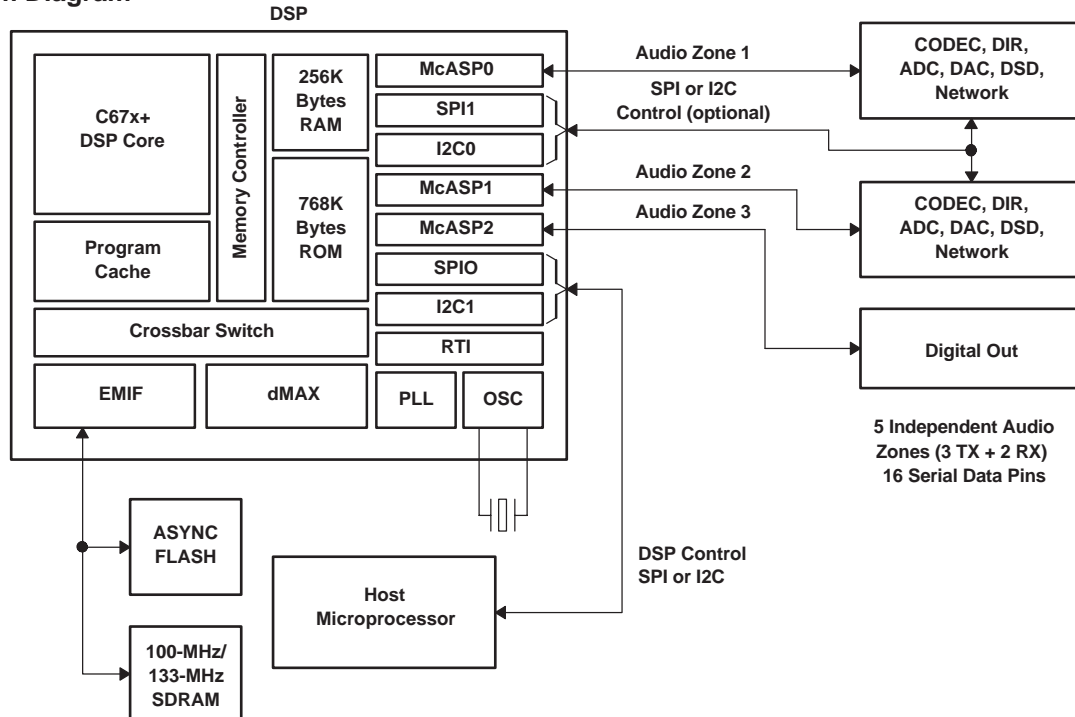 Diagram
DSP
C67x+
DSP Core
Program
Cache
Memory Controller
256K
Bytes
RAM
768K
Bytes
ROM
McASP0
SPI1
I2C0
McASP1
McASP2
SPIO
I2C1
RTI
Crossbar Switch
EMIF
dMAX
PLL
OSC
Audio Zone 1
SPI or I2C
Control (optional)
Audio Zone 2
Audio Zone 3
CODEC, DIR,
ADC, DAC, DSD,
Network
CODEC, DIR,
ADC, DAC, DSD,
Network
Digital Out
5 Independent Audio
Zones (3 TX + 2 RX)
16 Serial Data Pins
ASYNC
FLASH
100-MHz/
133-MHz
SDRAM
Host
Microprocessor
DSP Control
SPI or I2C